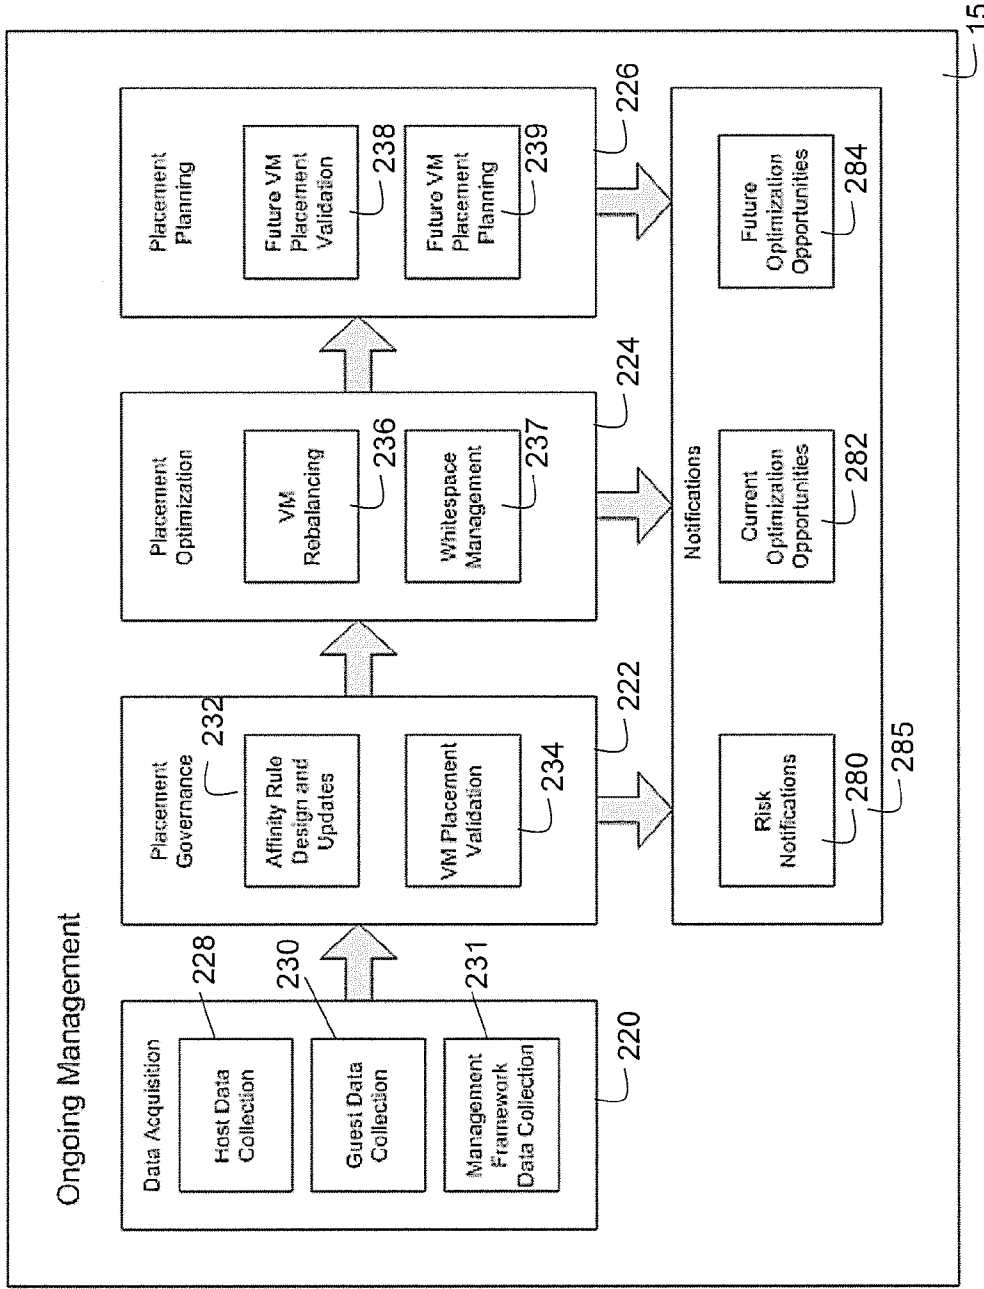 Ongoing Management
Data Acquisition
Host Data
Collection
228
Guest Data
Collection
230
Management
Framework
Data Collection
231
220
Placement
Governance
232
Affinity Rule
Design and
Updates
VM Placement
Validation
234
222
Placement
Optimization
VM
Rebalancing
236
Whitespace
Management
237
224
Placement
Planning
Future VM
Placement
Validation
238
Future VM
Placement
Planning
239
226
Notifications
Risk
Notifications
280
285
Current
Optimization
Opportunities
282
Future
Optimization
Opportunities
284
15